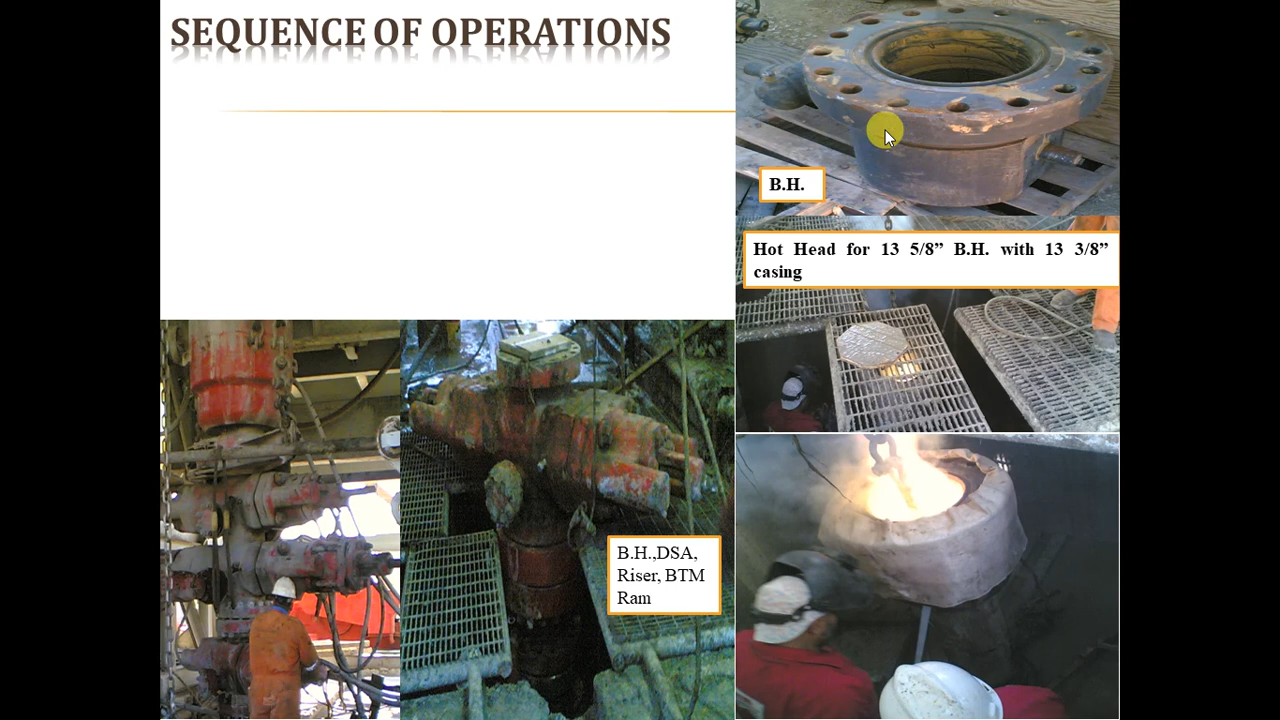 SEQUENCE OF OPERATIONS
B.H.
Hot Head for 13 5/8” B.H. with 13 3/8”
casing
B.H.,DSA,
Riser, BTM
Ram